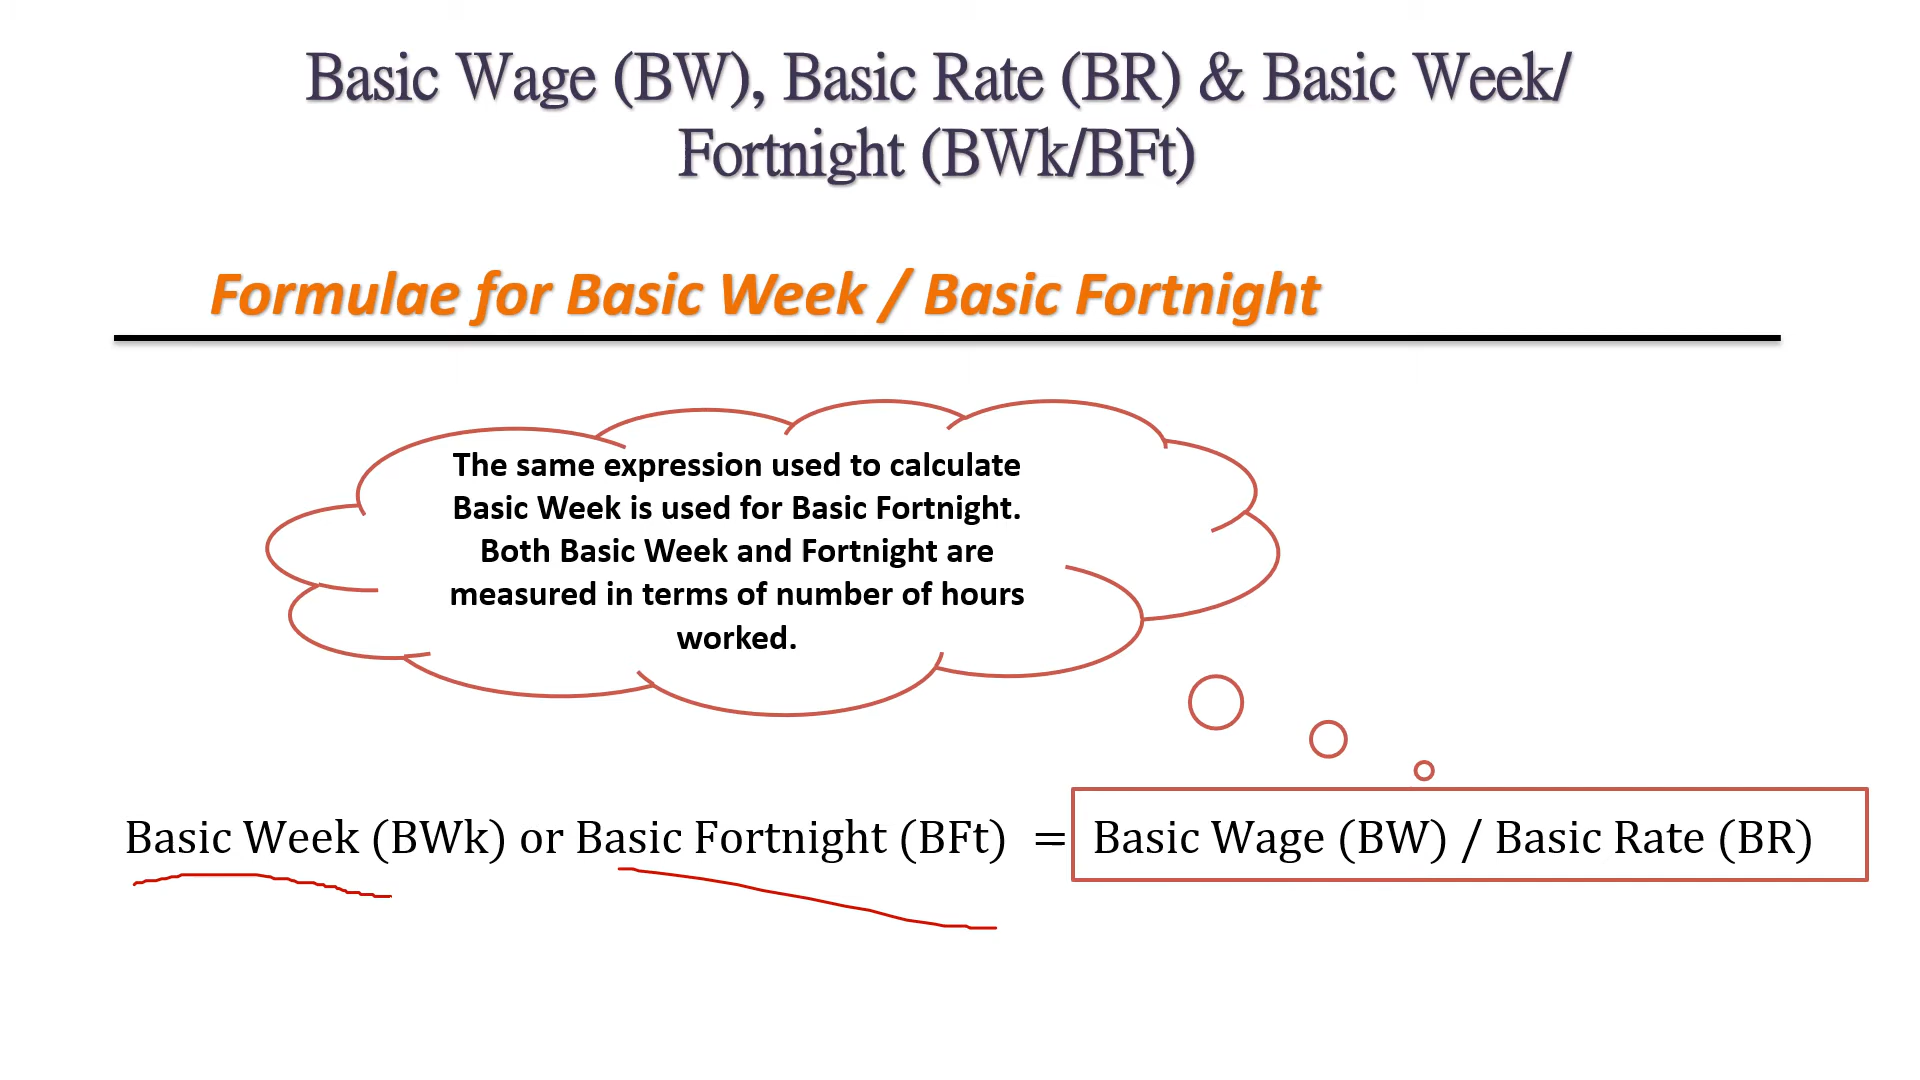 Basic Wage (BW), Basic Rate (BR) & Basic Week/
Fortnight (BWk/BFt)
Formulae for Basic Week / Basic Fortnight
The same expression used to calculate
Basic Week is used for Basic Fortnight.
Both Basic Week and Fortnight are
measured in terms of number of hours
worked.
Basic Week (BWk) or Basic Fortnight (BFt) = Basic Wage (BW) / Basic Rate (BR)